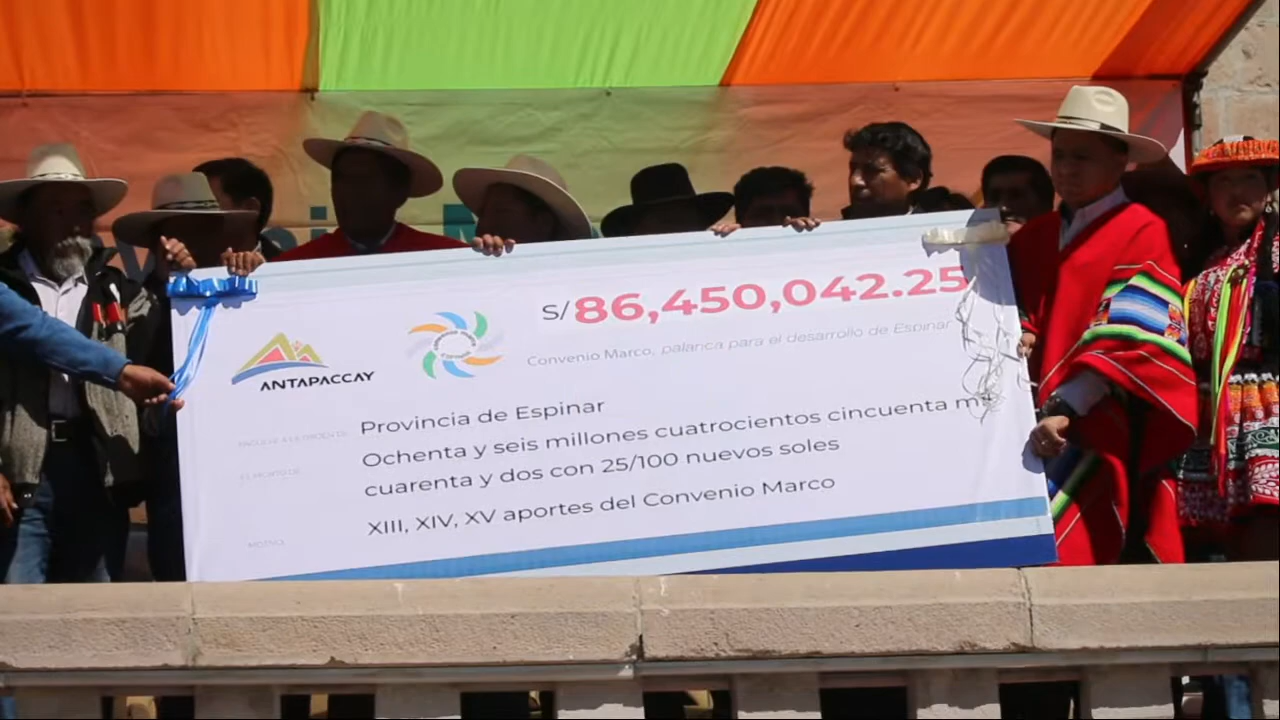 S/86,450,042.25
Convenio Marco, palanca para el desarrollo de Espinar
ANTAPACCAY
Provincia de Espinar
Ochenta y seis millones cuatrocientos cincuenta mil
cuarenta y dos con 25/100 nuevos soles
XIII, XIV, XV aportes del Convenio Marco